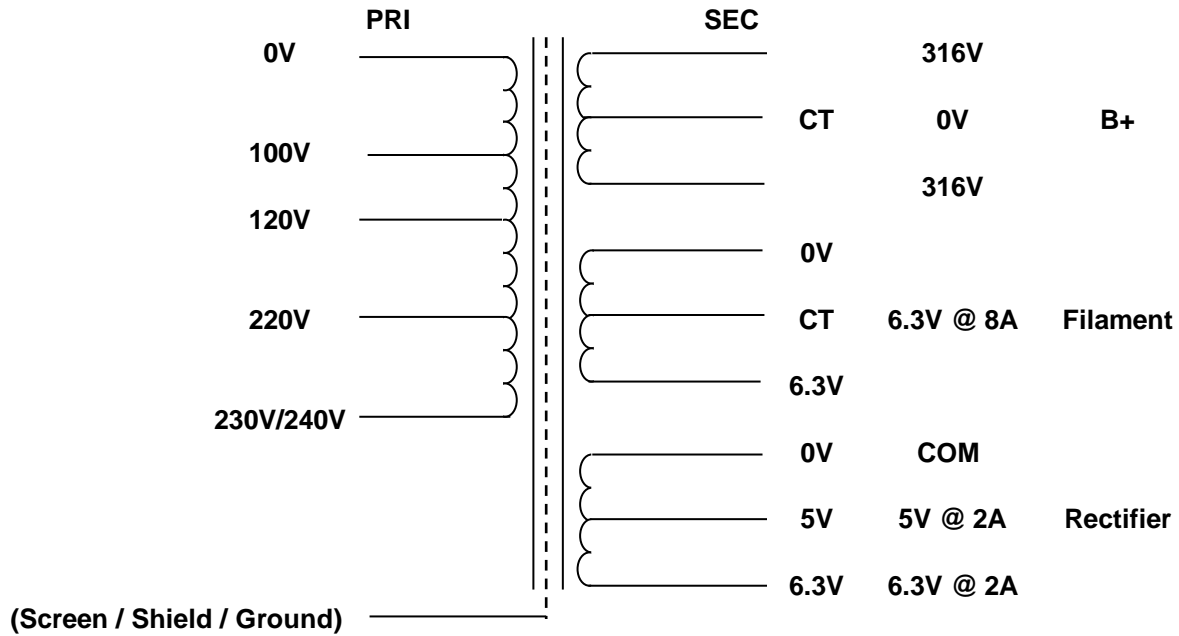 PRI SEC
0V 316V
CT 0V B+
100V
316V
120V
0V
220V CT 6.3V @ 8A Filament
6.3V
230V/240V
0V COM
5V 5V @ 2A Rectifier
6.3V 6.3V @ 2A
(Screen / Shield / Ground)